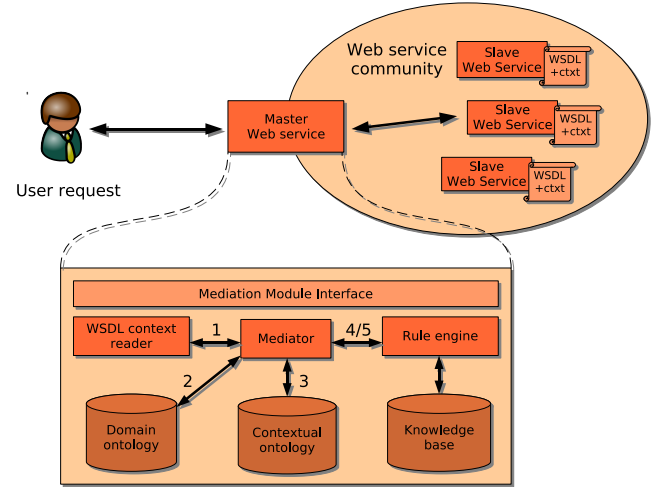 Web service
community
Slave
Web Service
WSDL
+ctxt
Slave
Web Service
WSDL
+ctxt
Slave
Web Service
WSDL
+ctxt
Master
Web service
User request
Mediation Module Interface
WSDL context
reader
1
Mediator
4/5
Rule engine
2
3
Domain
ontology
Contextual
ontology
Knowledge
base